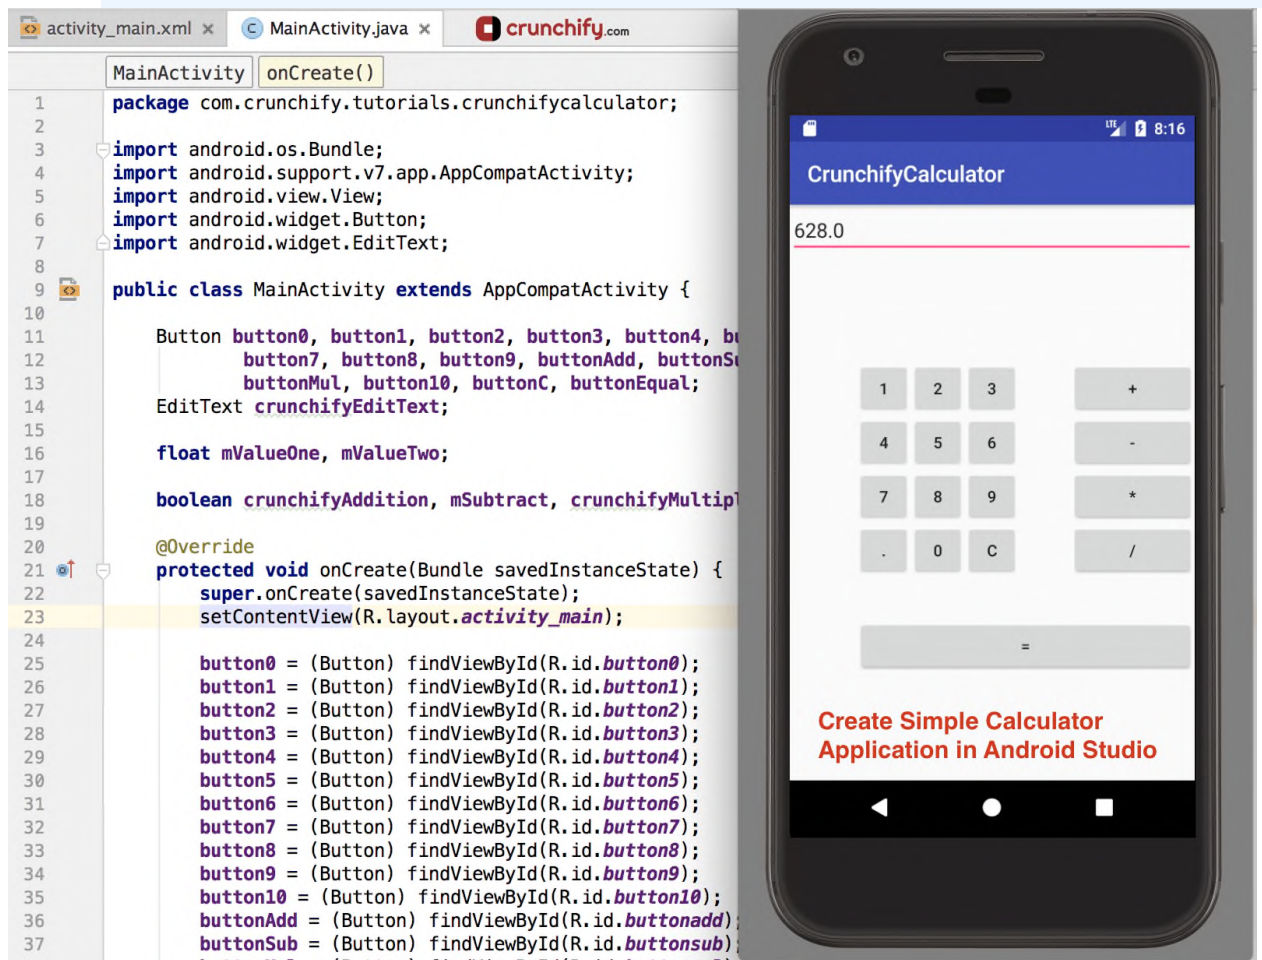 activity_main.xml ×
C MainActivity.java ×
crunchify.com
MainActivity
onCreate()
1 package com.crunchify.tutorials.crunchifycalculator;
2
3 import android.os.Bundle;
4 import android.support.v7.app.AppCompatActivity;
5 import android.view.View;
6 import android.widget.Button;
7 import android.widget.EditText;
8
9 public class MainActivity extends AppCompatActivity {
10
11 Button button0, button1, button2, button3, button4,
12 button7, button8, button9, buttonAdd,
13 buttonMul, button10, buttonC, buttonEqual;
14 EditText crunchifyEditText;
15
16 float mValueOne, mValueTwo;
17
18 boolean crunchifyAddition, mSubtract,
19
20 @Override
21 protected void onCreate(Bundle savedInstanceState) {
22 super.onCreate(savedInstanceState);
23 setContentView(R.layout.activity_main);
24
25 button0 = (Button) findViewById(R.id.button0);
26 button1 = (Button) findViewById(R.id.button1);
27 button2 = (Button) findViewById(R.id.button2);
28 button3 = (Button) findViewById(R.id.button3);
29 button4 = (Button) findViewById(R.id.button4);
30 button5 = (Button) findViewById(R.id.button5);
31 button6 = (Button) findViewById(R.id.button6);
32 button7 = (Button) findViewById(R.id.button7);
33 button8 = (Button) findViewById(R.id.button8);
34 button9 = (Button) findViewById(R.id.button9);
35 button10 = (Button) findViewById(R.id.button10);
36 buttonAdd = (Button) findViewById(R.id.buttonadd)
37 buttonSub = (Button) findViewById(R.id.buttonsub)
LTE 8:16
CrunchifyCalculator
628.0
1 2 3 +
4 5 6 -
7 8 9 *
. 0 C /
=
Create Simple Calculator
Application in Android Studio